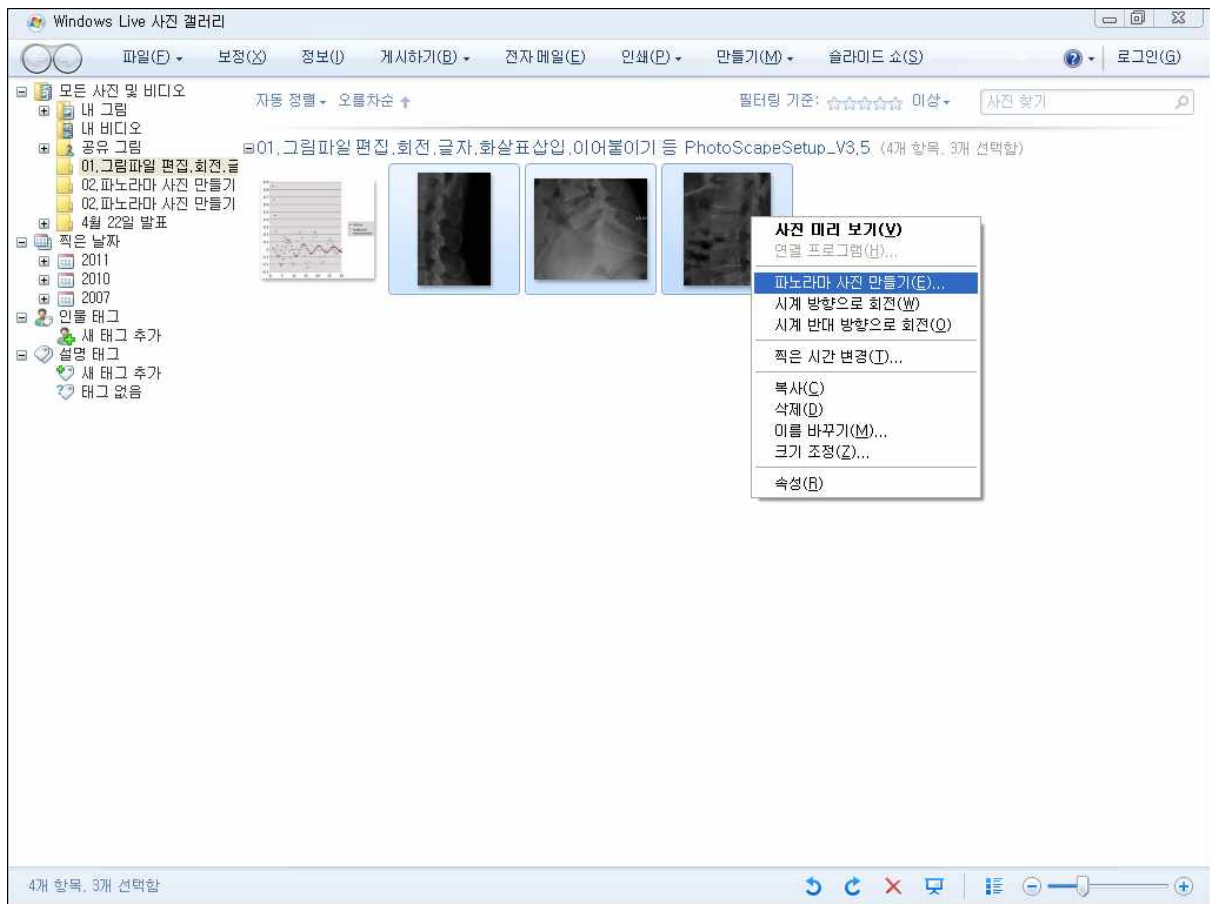 Windows Live 사진 갤러리
파일(F) 보정(X) 정보(I) 게시하기(B) 전자 메일(E) 인쇄(P) 만들기(M) 슬라이드 쇼(S) 로그인(G)
자동 정렬 오름차순 필터링 기준: 이상 사진 찾기
모든 사진 및 비디오
내 그림
내 비디오
공유 그림
01.그림파일 편집,회전,글
02.파노라마 사진 만들기
02.파노라마 사진 만들기
4월 22일 발표
찍은 날짜
2011
2010
2007
인물 태그
새 태그 추가
설명 태그
새 태그 추가
태그 없음
01.그림파일 편집,회전,글자,화살표삽입,이어붙이기 등 PhotoScapeSetup_V3.5 (4개 항목, 3개 선택함)
사진 미리 보기(V)
연결 프로그램(H)...
파노라마 사진 만들기(E)...
시계 방향으로 회전(W)
시계 반대 방향으로 회전(O)
찍은 시간 변경(T)...
복사(C)
삭제(D)
이름 바꾸기(M)...
크기 조정(Z)...
속성(R)
4개 항목, 3개 선택함